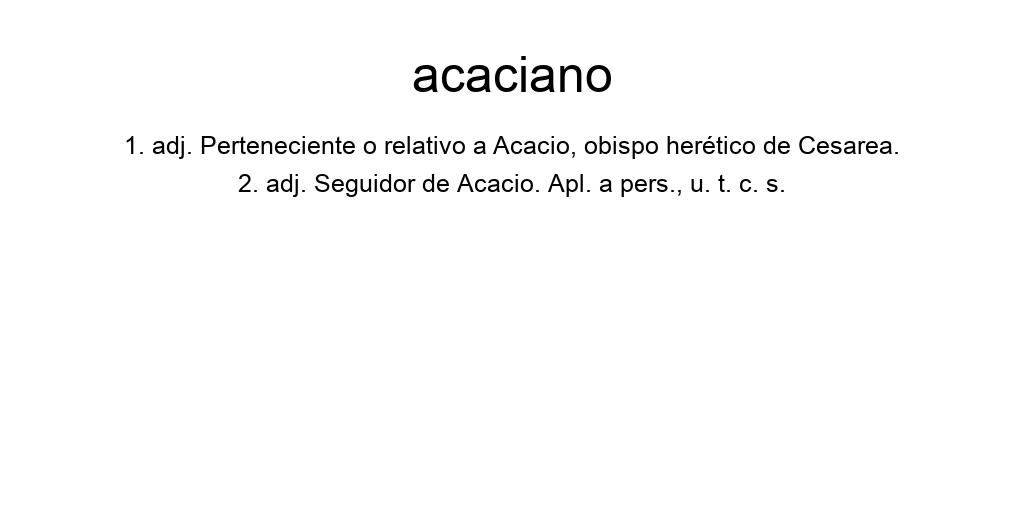 acaciano
1. adj. Perteneciente o relativo a Acacio, obispo herético de Cesarea.
2. adj. Seguidor de Acacio. Apl. a pers., u. t. c. s.